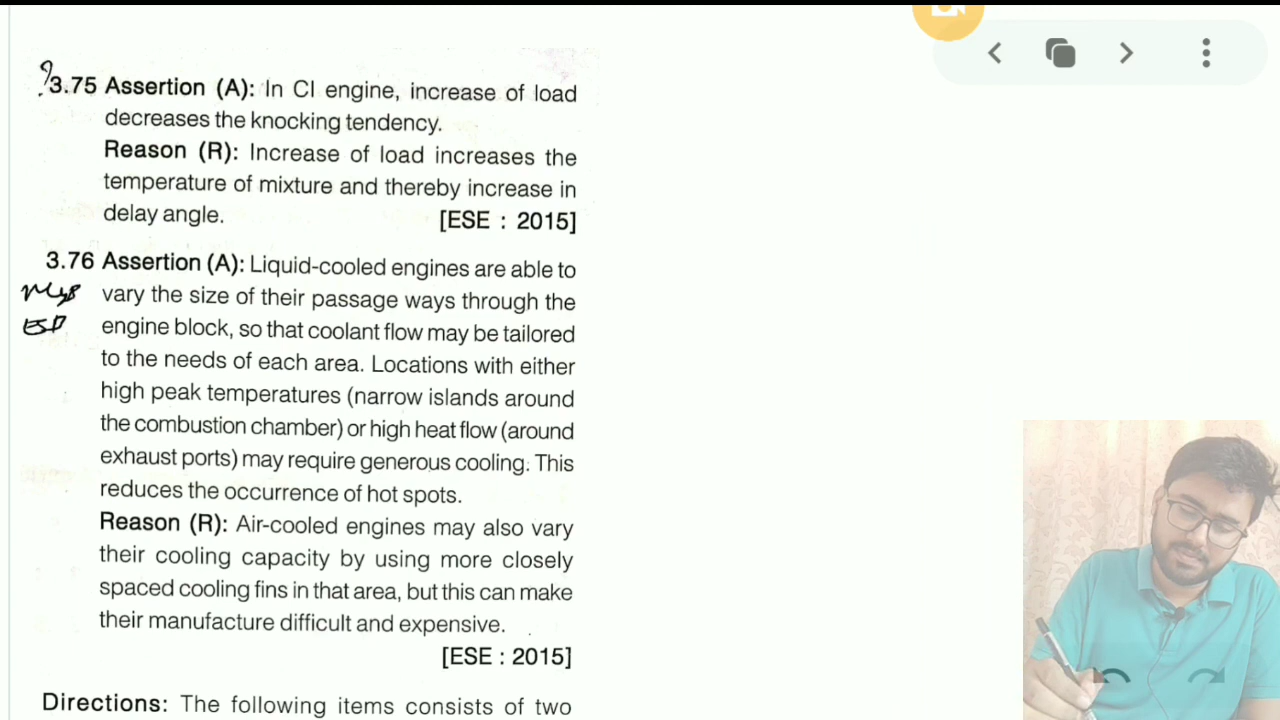 3.75 Assertion (A): In CI engine, increase of load
decreases the knocking tendency.
Reason (R): Increase of load increases the
temperature of mixture and thereby increase in
delay angle. [ESE : 2015]
3.76 Assertion (A): Liquid-cooled engines are able to
vary the size of their passage ways through the
engine block, so that coolant flow may be tailored
to the needs of each area. Locations with either
high peak temperatures (narrow islands around
the combustion chamber) or high heat flow (around
exhaust ports) may require generous cooling. This
reduces the occurrence of hot spots.
Reason (R): Air-cooled engines may also vary
their cooling capacity by using more closely
spaced cooling fins in that area, but this can make
their manufacture difficult and expensive.
[ESE : 2015]
Directions: The following items consists of two